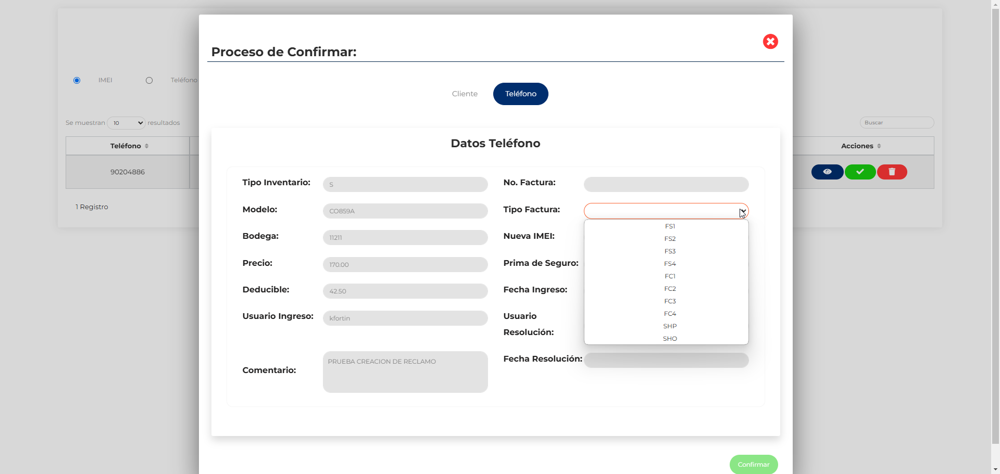 Proceso de Confirmar:
IMEI
Teléfono
Cliente
Teléfono
Se muestran 10 resultados
Buscar
Teléfono
Acciones
90204886
1 Registro
Datos Teléfono
Tipo Inventario: S
No. Factura:
Modelo: CO859A
Tipo Factura:
FS1
FS2
FS3
FS4
FC1
FC2
FC3
FC4
SHP
SHO
Bodega: 11211
Nueva IMEI:
Precio: 170.00
Prima de Seguro:
Deducible: 42.50
Fecha Ingreso:
Usuario Ingreso: kfortin
Usuario
Resolución:
Comentario: PRUEBA CREACION DE RECLAMO
Fecha Resolución:
Confirmar